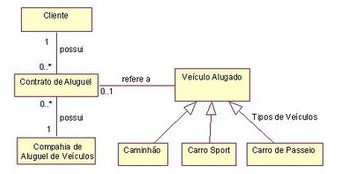 Cliente
1
possui
0..*
Contrato de Aluguel
refere a
0..1
Veículo Alugado
0..*
possui
1
Tipos de Veículos
Compahia de
Aluguel de Veículos
Caminhão
Carro Sport
Carro de Passeio